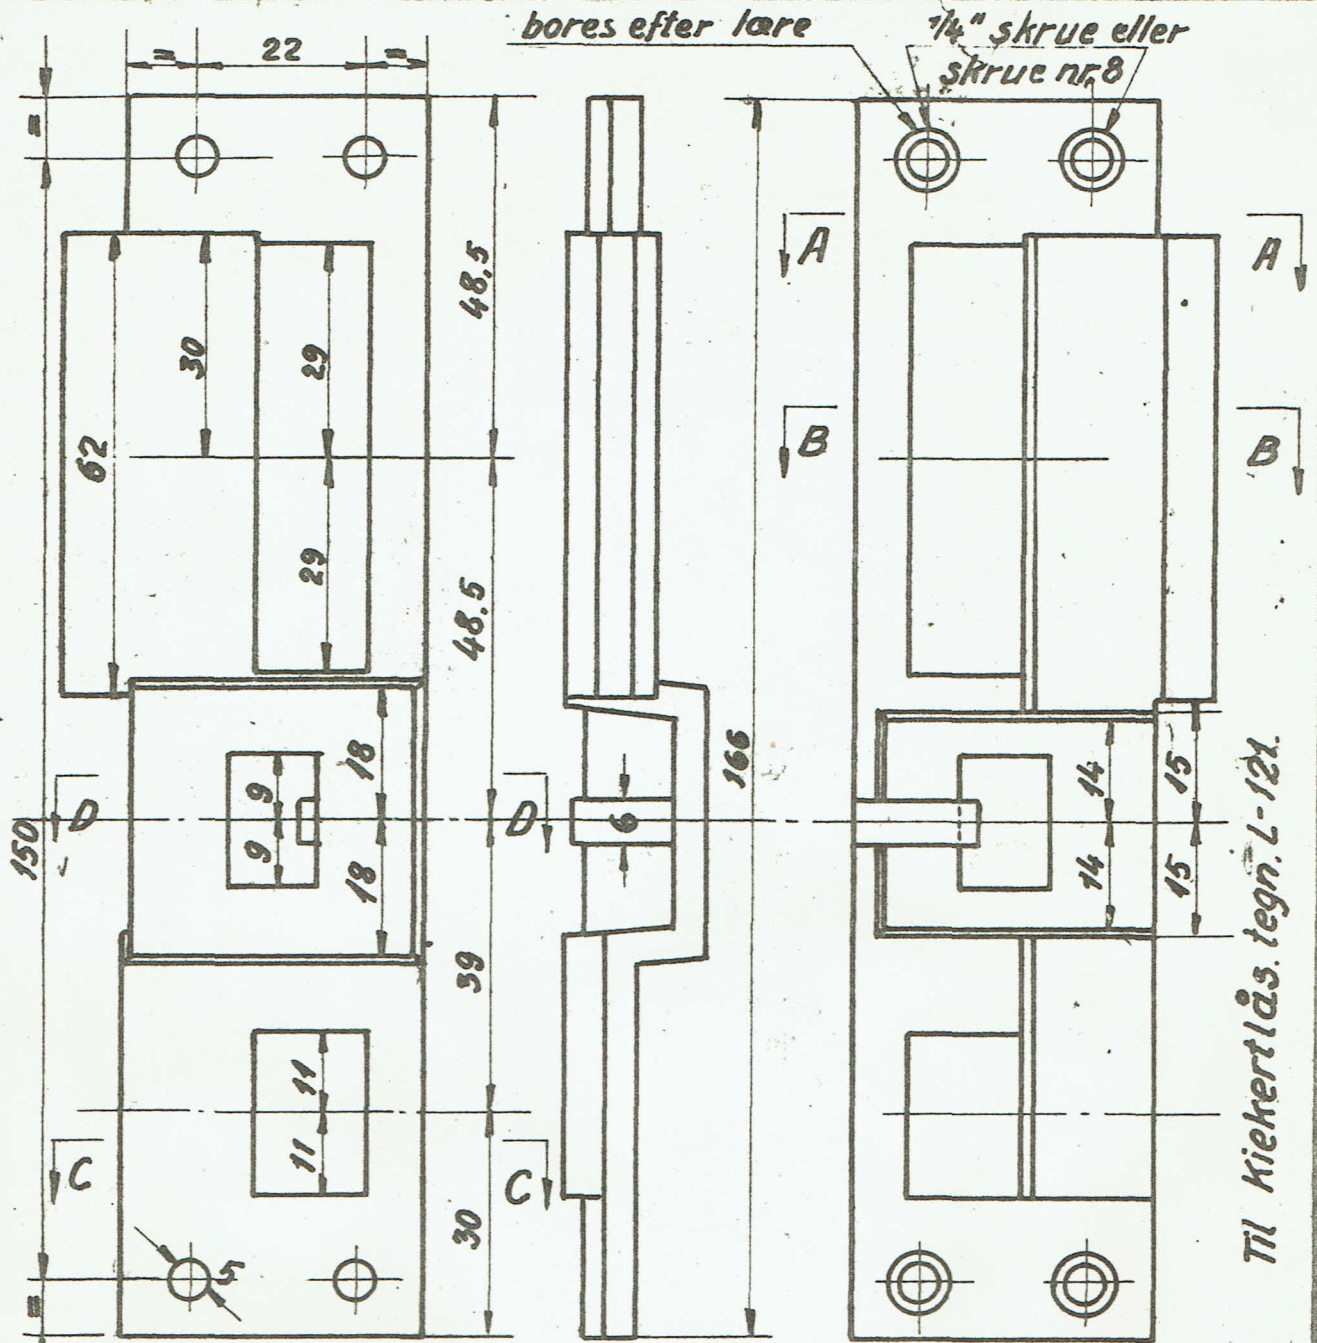 bores efter lære
1/4" skrue eller
skrue nr. 8
= 22 =
=
48,5
30
29
62
29
48,5
18
9
9
18
D
D
150
39
11
11
C
C
30
5
=
6
166
A
A
B
B
14
15
14
15
Til Kiekertlås. tegn. L-121.